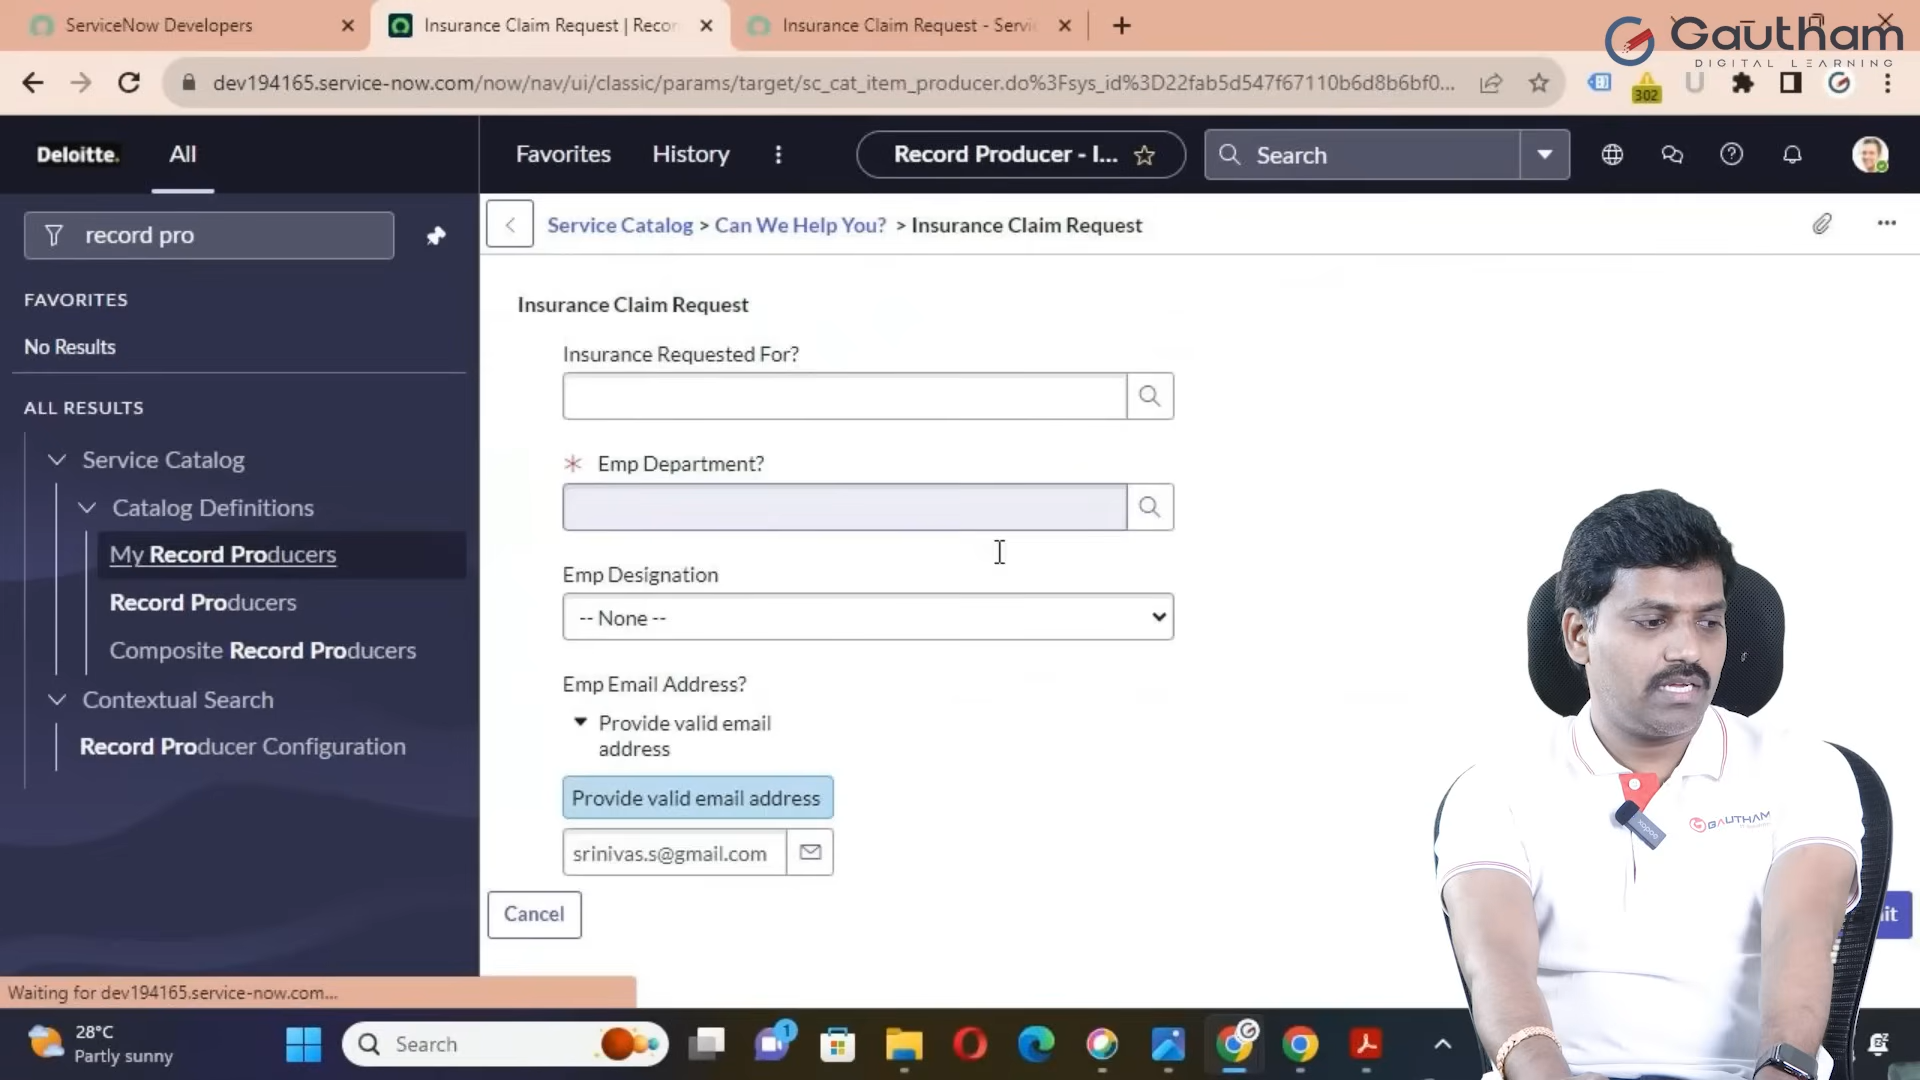 ServiceNow Developers
Insurance Claim Request | Recor
Insurance Claim Request - Servi
Gautham
DIGITAL LEARNING
dev194165.service-now.com/now/nav/ui/classic/params/target/sc_cat_item_producer.do%3Fsys_id%3D22fab5d547f67110b6d8b6bf0...
302
Deloitte.
All
Favorites
History
Record Producer - I...
Search
record pro
Service Catalog > Can We Help You? > Insurance Claim Request
FAVORITES
No Results
ALL RESULTS
Service Catalog
Catalog Definitions
My Record Producers
Record Producers
Composite Record Producers
Contextual Search
Record Producer Configuration
Insurance Claim Request
Insurance Requested For?
* Emp Department?
Emp Designation
-- None --
Emp Email Address?
Provide valid email
address
Provide valid email address
srinivas.s@gmail.com
Cancel
it
GAUTHAM
Waiting for dev194165.service-now.com...
28°C
Partly sunny
Search
1